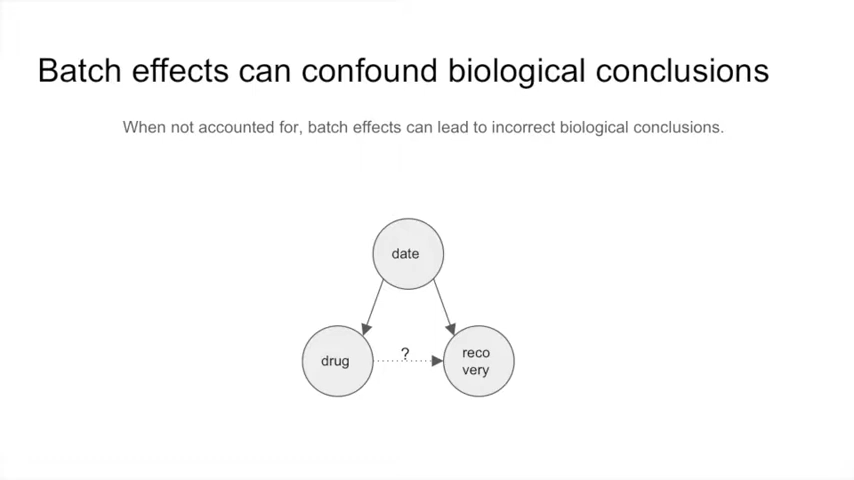 Batch effects can confound biological conclusions
When not accounted for, batch effects can lead to incorrect biological conclusions.
date
drug
?
reco
very